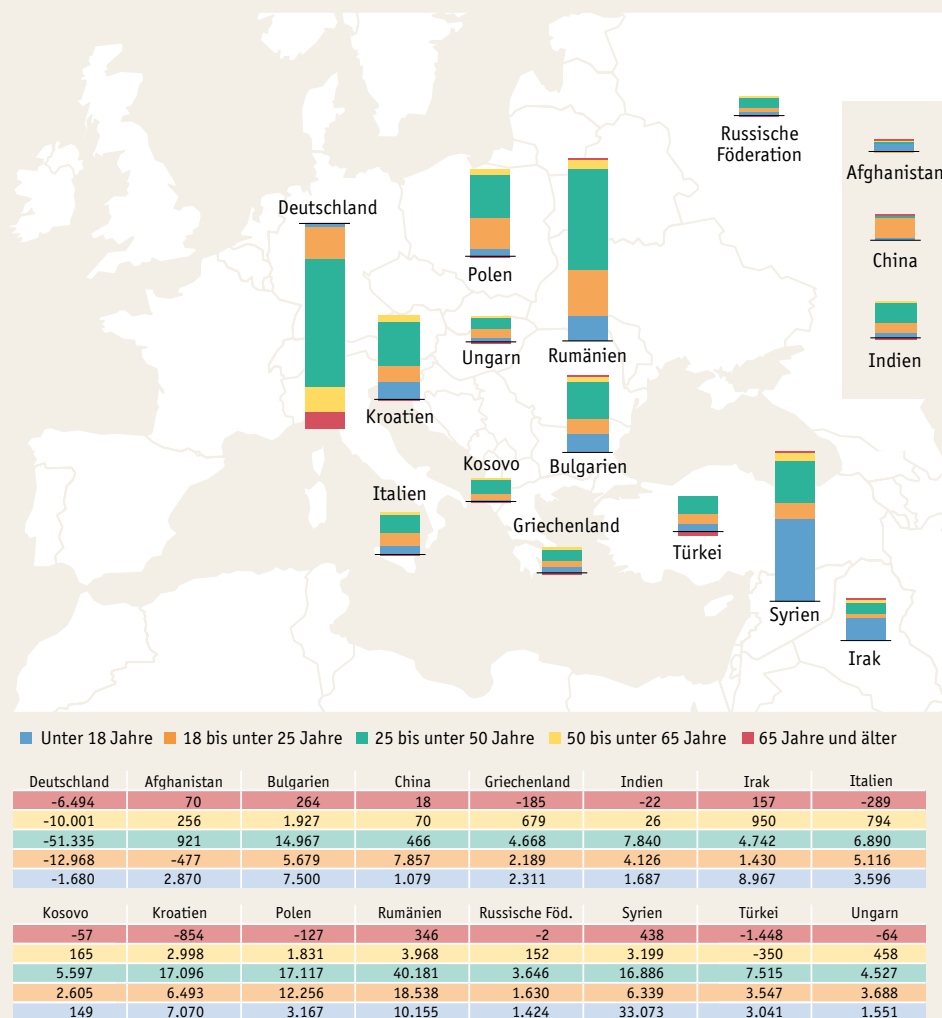 Russische
Föderation
Afghanistan
Deutschland
Polen
China
Ungarn
Rumänien
Indien
Kroatien
Kosovo
Bulgarien
Italien
Griechenland
Türkei
Syrien
Irak
Unter 18 Jahre 18 bis unter 25 Jahre 25 bis unter 50 Jahre 50 bis unter 65 Jahre 65 Jahre und älter
Deutschland Afghanistan Bulgarien China Griechenland Indien Irak Italien
-6.494 70 264 18 -185 -22 157 -289
-10.001 256 1.927 70 679 26 950 794
-51.335 921 14.967 466 4.668 7.840 4.742 6.890
-12.968 -477 5.679 7.857 2.189 4.126 1.430 5.116
-1.680 2.870 7.500 1.079 2.311 1.687 8.967 3.596
Kosovo Kroatien Polen Rumänien Russische Föd. Syrien Türkei Ungarn
-57 -854 -127 346 -2 438 -1.448 -64
165 2.998 1.831 3.968 152 3.199 -350 458
5.597 17.096 17.117 40.181 3.646 16.886 7.515 4.527
2.605 6.493 12.256 18.538 1.630 6.339 3.547 3.688
149 7.070 3.167 10.155 1.424 33.073 3.041 1.551